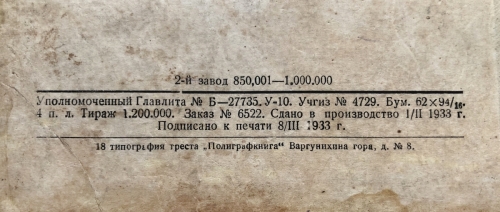 2-й завод 850,001—1.000.000
Уполномоченный Главлита № Б—27735. У-10. Учгиз № 4729. Бум. 62×94/16.
4 п. л. Тираж 1.200.000. Заказ № 6522. Сдано в производство 1/II 1933 г.
Подписано к печати 8/III 1933 г.
18 типография треста „Полиграфкнига“ Варгунихина гора, д. № 8.